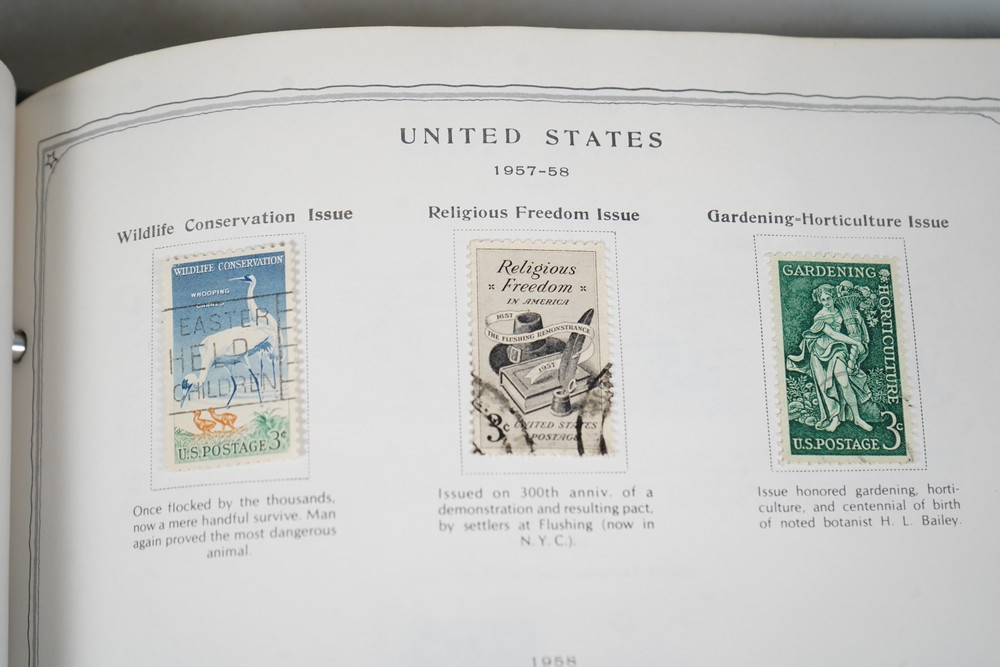 UNITED STATES
1957-58
Wildlife Conservation Issue
WILDLIFE CONSERVATION
WHOOPING
EASTER
HELP
CHILDREN
U.S.POSTAGE 3¢
Once flocked by the thousands,
now a mere handful survive. Man
again proved the most dangerous
animal.
Religious Freedom Issue
Religious
Freedom
IN AMERICA
1657
THE FLUSHING REMONSTRANCE
1957
3c UNITED STATES
POSTAGE
Issued on 300th anniv. of a
demonstration and resulting pact,
by settlers at Flushing (now in
N.Y.C.).
Gardening-Horticulture Issue
GARDENING
HORTICULTURE
U.S.POSTAGE 3c
Issue honored gardening, horti-
culture, and centennial of birth
of noted botanist H. L. Bailey.
1958